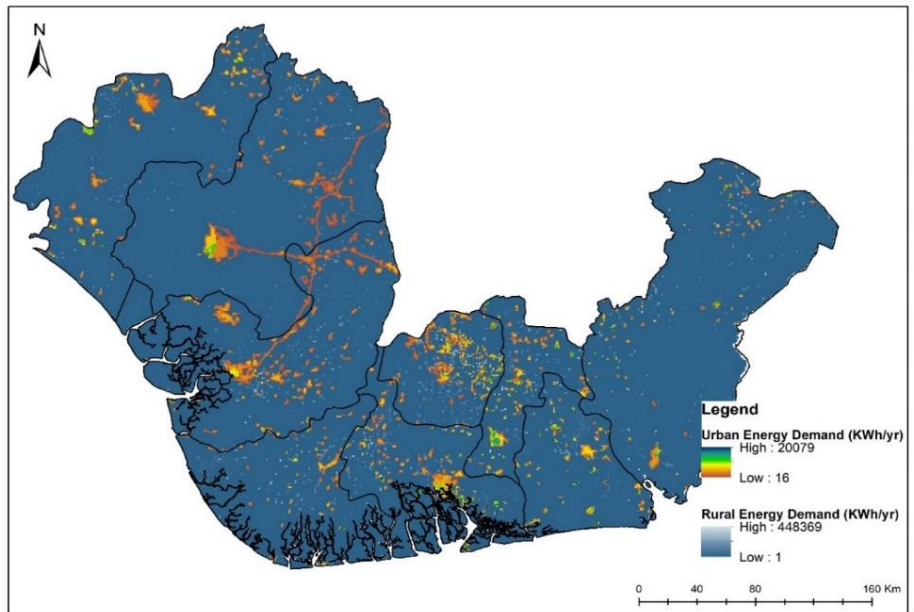 N
Legend
Urban Energy Demand (KWh/yr)
High : 20079
Low : 16
Rural Energy Demand (KWh/yr)
High : 448369
Low : 1
0 40 80 160 Km